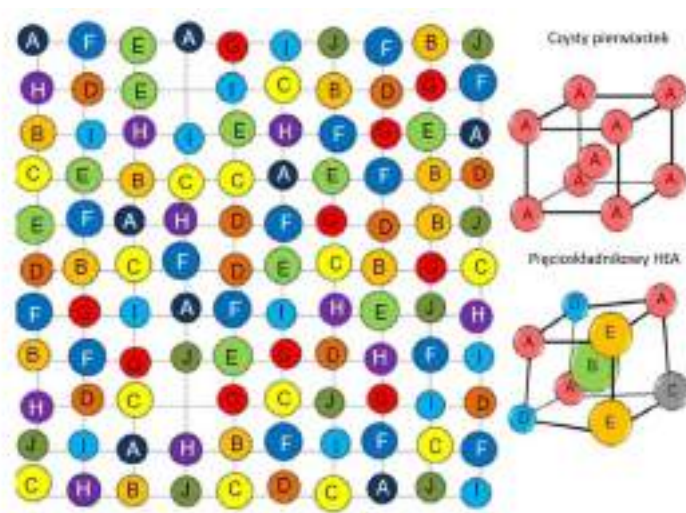 A F E A G I J F B J
H D E I C B D G F
B I H I E H F G E A
C E B C C A E F B D
E F A H D F G D B J
D B C F D E C B G C
F G I A F I H E J H
B F G J E G D H F I
H D C G C J G I D
J I A H B F I F C F
C H B J C D C A J I
Czysty pierwiastek
A A
A A
A
A A
A A
Pięcioskładnikowy HEA
D A
A E
B
A C
D E